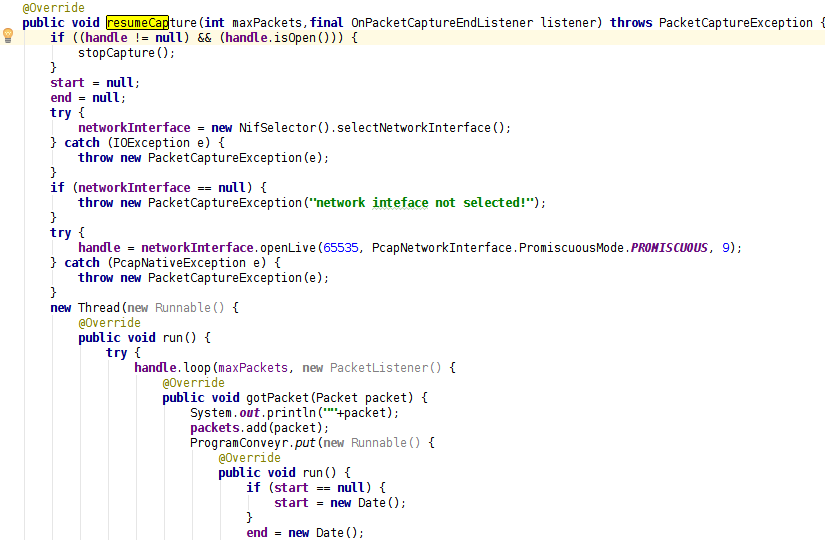 @Override
public void resumeCapture(int maxPackets,final OnPacketCaptureEndListener listener) throws PacketCaptureException {
    if ((handle != null) && (handle.isOpen())) {
        stopCapture();
    }
    start = null;
    end = null;
    try {
        networkInterface = new NifSelector().selectNetworkInterface();
    } catch (IOException e) {
        throw new PacketCaptureException(e);
    }
    if (networkInterface == null) {
        throw new PacketCaptureException("network inteface not selected!");
    }
    try {
        handle = networkInterface.openLive(65535, PcapNetworkInterface.PromiscuousMode.PROMISCUOUS, 9);
    } catch (PcapNativeException e) {
        throw new PacketCaptureException(e);
    }
    new Thread(new Runnable() {
        @Override
        public void run() {
            try {
                handle.loop(maxPackets, new PacketListener() {
                    @Override
                    public void gotPacket(Packet packet) {
                        System.out.println(""+packet);
                        packets.add(packet);
                        ProgramConveyr.put(new Runnable() {
                            @Override
                            public void run() {
                                if (start == null) {
                                    start = new Date();
                                }
                                end = new Date();